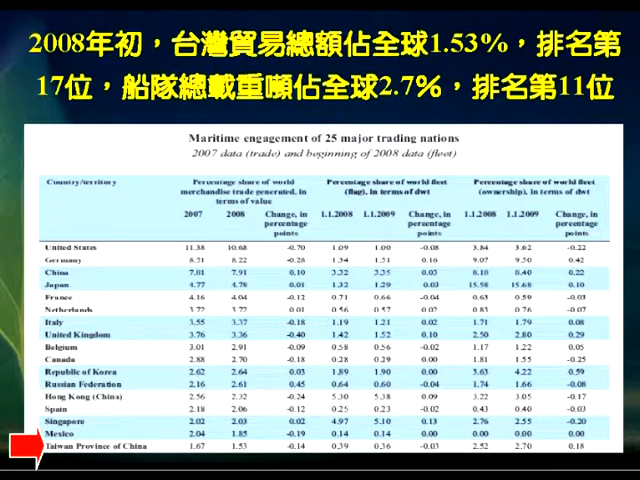 2008年初，台灣貿易總額佔全球1.53%，排名第
17位，船隊總載重噸佔全球2.7%，排名第11位
Maritime engagement of 25 major trading nations
2007 data (trade) and beginning of 2008 data (fleet)
Country/territory Percentage share of world merchandise trade generated, in terms of value Percentage share of world fleet (flag), in terms of dwt Percentage share of world fleet (ownership), in terms of dwt
2007 2008 Change, in percentage points 1.1.2008 1.1.2009 Change, in percentage points 1.1.2008 1.1.2009 Change, in percentage points
United States 11.38 10.68 -0.70 1.09 1.00 -0.08 3.84 3.62 -0.22
Germany 8.51 8.22 -0.28 1.34 1.51 0.16 9.07 9.50 0.42
China 7.81 7.91 0.10 3.32 3.35 0.03 8.18 8.40 0.22
Japan 4.77 4.78 0.01 1.32 1.29 -0.03 15.58 15.68 0.10
France 4.16 4.04 -0.12 0.71 0.66 -0.04 0.63 0.59 -0.03
Netherlands 3.72 3.72 0.01 0.56 0.57 0.02 0.83 0.76 -0.07
Italy 3.55 3.37 -0.18 1.19 1.21 0.02 1.71 1.79 0.08
United Kingdom 3.76 3.36 -0.40 1.42 1.52 0.10 2.50 2.80 0.29
Belgium 3.01 2.91 -0.09 0.58 0.56 -0.02 1.17 1.22 0.05
Canada 2.88 2.70 -0.18 0.28 0.29 0.00 1.81 1.55 -0.25
Republic of Korea 2.62 2.64 0.03 1.89 1.90 0.00 3.63 4.22 0.59
Russian Federation 2.16 2.61 0.45 0.64 0.60 -0.04 1.74 1.66 -0.08
Hong Kong (China) 2.56 2.32 -0.24 5.30 5.38 0.09 3.22 3.05 -0.17
Spain 2.18 2.06 -0.12 0.25 0.23 -0.02 0.43 0.40 -0.03
Singapore 2.02 2.03 0.02 4.97 5.10 0.13 2.76 2.55 -0.20
Mexico 2.04 1.85 -0.19 0.14 0.14 0.00 0.00 0.00 0.00
Taiwan Province of China 1.67 1.53 -0.14 0.39 0.36 -0.03 2.52 2.70 0.18